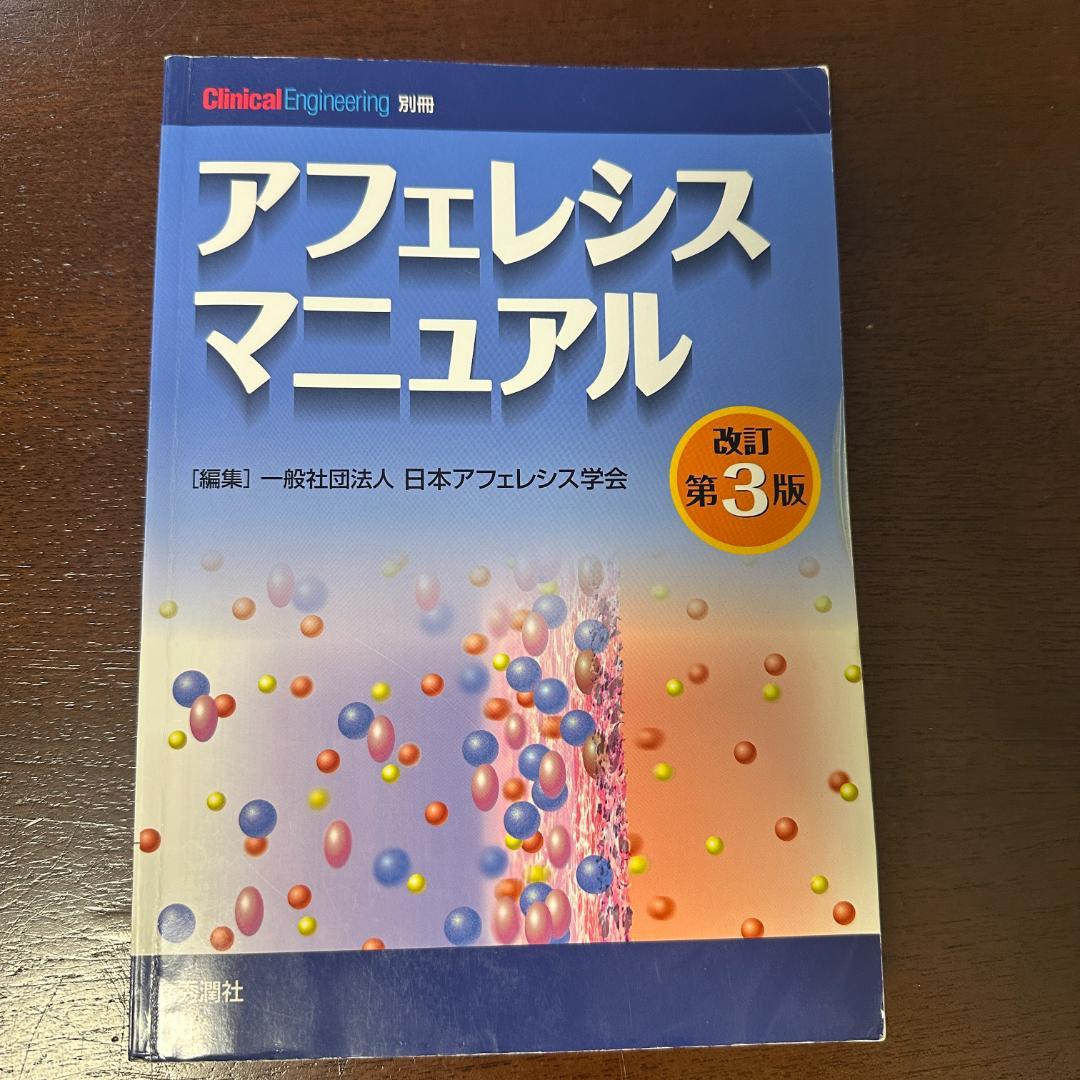 Clinical Engineering 別冊
アフェレシス
マニュアル
改訂
第3版
[編集] 一般社団法人 日本アフェレシス学会
秀潤社